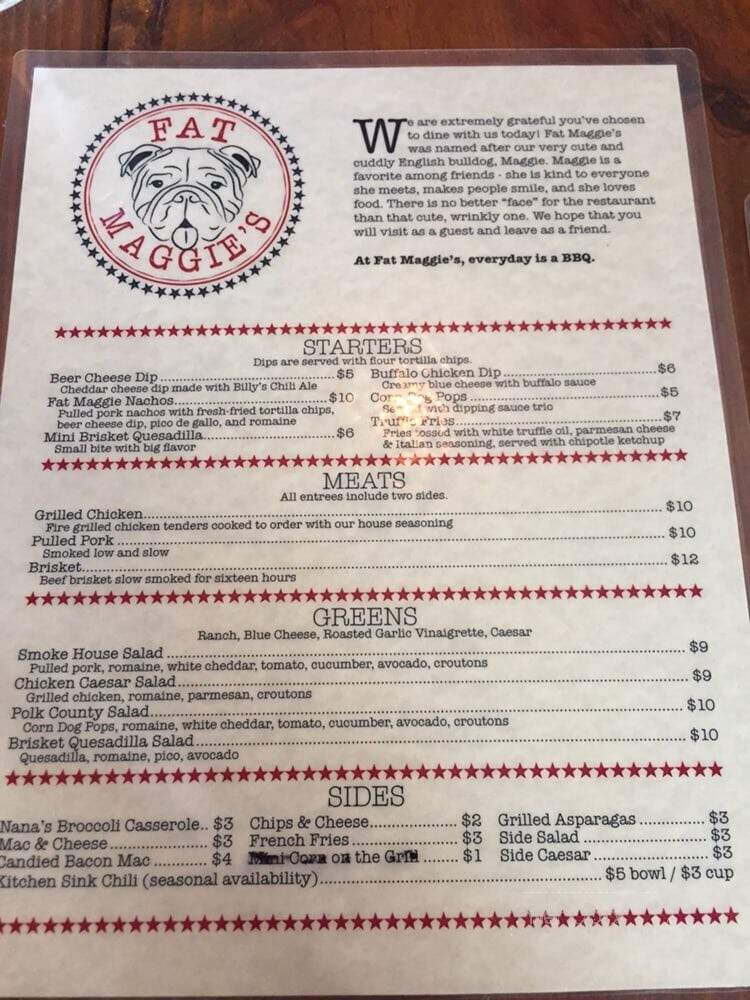 FAT
MAGGIE'S
We are extremely grateful you've chosen
to dine with us today! Fat Maggie's
was named after our very cute and
cuddly English bulldog, Maggie. Maggie is a
favorite among friends - she is kind to everyone
she meets, makes people smile, and she loves
food. There is no better "face" for the restaurant
than that cute, wrinkly one. We hope that you
will visit as a guest and leave as a friend.
At Fat Maggie's, everyday is a BBQ.
STARTERS
Dips are served with flour tortilla chips.
Beer Cheese Dip $5
Cheddar cheese dip made with Billy's Chili Ale
Fat Maggie Nachos $10
Pulled pork nachos with fresh-fried tortilla chips,
beer cheese dip, pico de gallo, and romaine
Mini Brisket Quesadilla $6
Small bite with big flavor
Buffalo Chicken Dip $6
Creamy blue cheese with buffalo sauce
Corn Dog Pops $5
with dipping sauce trio
Truffle Fries $7
Fries tossed with white truffle oil, parmesan cheese
& Italian seasoning, served with chipotle ketchup
MEATS
All entrees include two sides.
Grilled Chicken $10
Fire grilled chicken tenders cooked to order with our house seasoning
Pulled Pork $10
Smoked low and slow
Brisket $12
Beef brisket slow smoked for sixteen hours
GREENS
Ranch, Blue Cheese, Roasted Garlic Vinaigrette, Caesar
Smoke House Salad $9
Pulled pork, romaine, white cheddar, tomato, cucumber, avocado, croutons
Chicken Caesar Salad $9
Grilled chicken, romaine, parmesan, croutons
Polk County Salad $10
Corn Dog Pops, romaine, white cheddar, tomato, cucumber, avocado, croutons
Brisket Quesadilla Salad $10
Quesadilla, romaine, pico, avocado
SIDES
Nana's Broccoli Casserole $3
Mac & Cheese $3
Candied Bacon Mac $4
Chips & Cheese $2
French Fries $3
Mini Corn on the Grill $1
Grilled Asparagus $3
Side Salad $3
Side Caesar $3
Kitchen Sink Chili (seasonal availability) $5 bowl / $3 cup